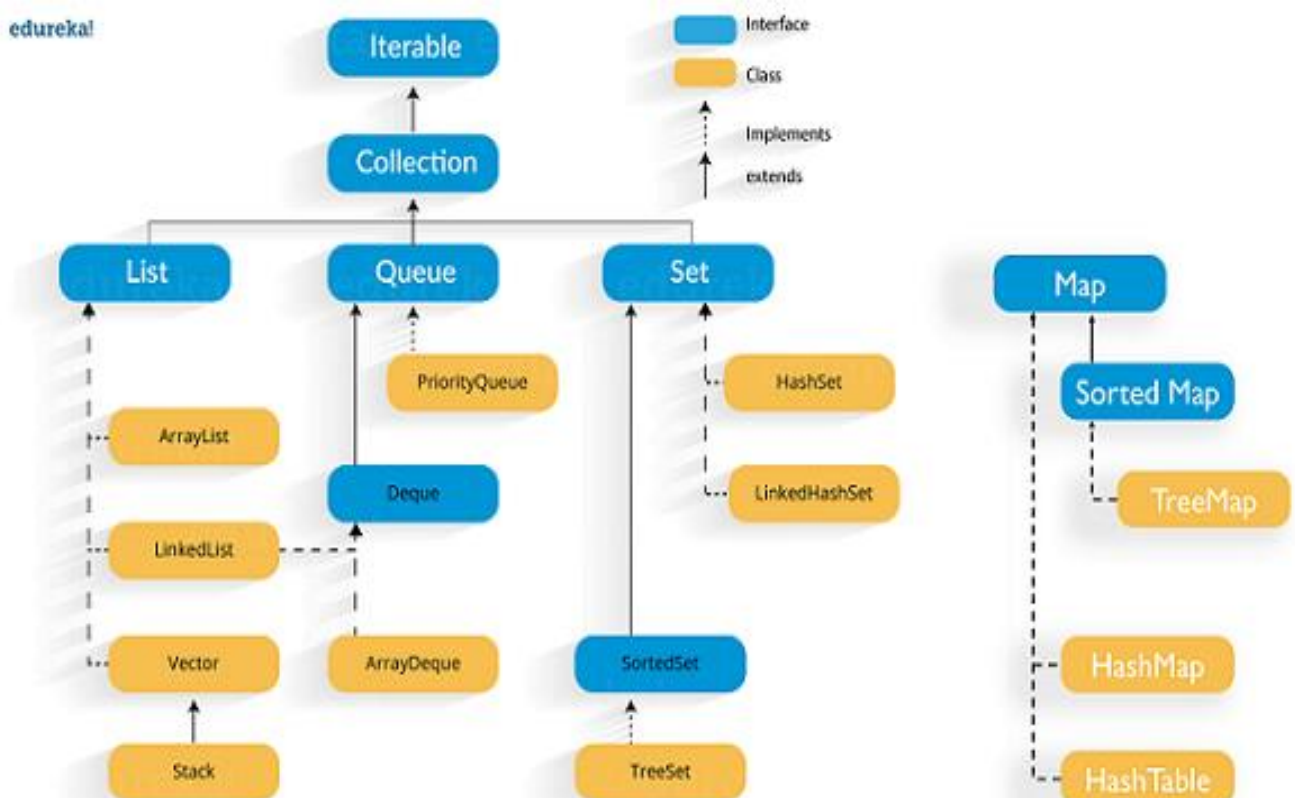 edureka!
Iterable
Interface
Class
Implements
extends
Collection
List
Queue
Set
Map
PriorityQueue
HashSet
Sorted Map
ArrayList
Deque
LinkedHashSet
TreeMap
LinkedList
Vector
ArrayDeque
SortedSet
HashMap
Stack
TreeSet
HashTable